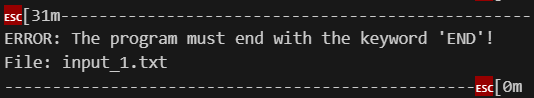 ESC[31m-----------------------------------------------
ERROR: The program must end with the keyword 'END'!
File: input_1.txt
-----------------------------------------------ESC[0m